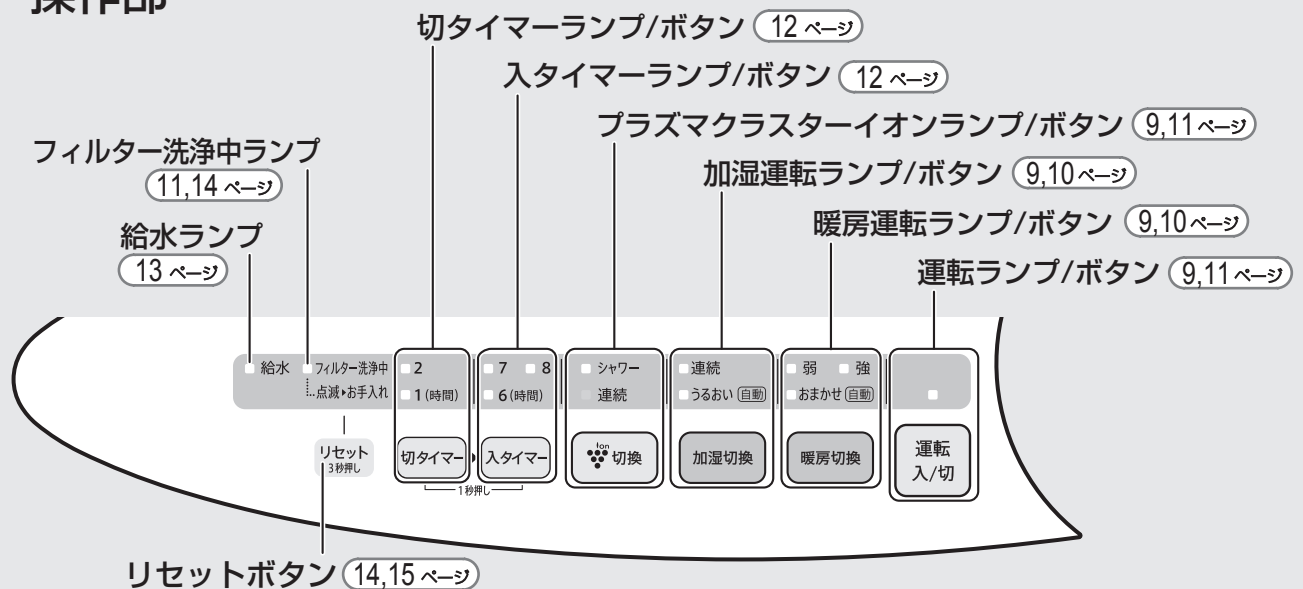 操作部
切タイマーランプ/ボタン 12 ページ
入タイマーランプ/ボタン 12 ページ
プラズマクラスターイオンランプ/ボタン 9,11 ページ
フィルター洗浄中ランプ
11,14 ページ
加湿運転ランプ/ボタン 9,10 ページ
給水ランプ
13 ページ
暖房運転ランプ/ボタン 9,10 ページ
運転ランプ/ボタン 9,11 ページ
給水 フィルター洗浄中 2 7 8 シャワー 連続 弱 強
点滅▶お手入れ 1(時間) 6(時間) 連続 うるおい 自動 おまかせ 自動
リセット
3秒押し
切タイマー 入タイマー Ion 切換 加湿切換 暖房切換 運転
入/切
1秒押し
リセットボタン 14,15 ページ